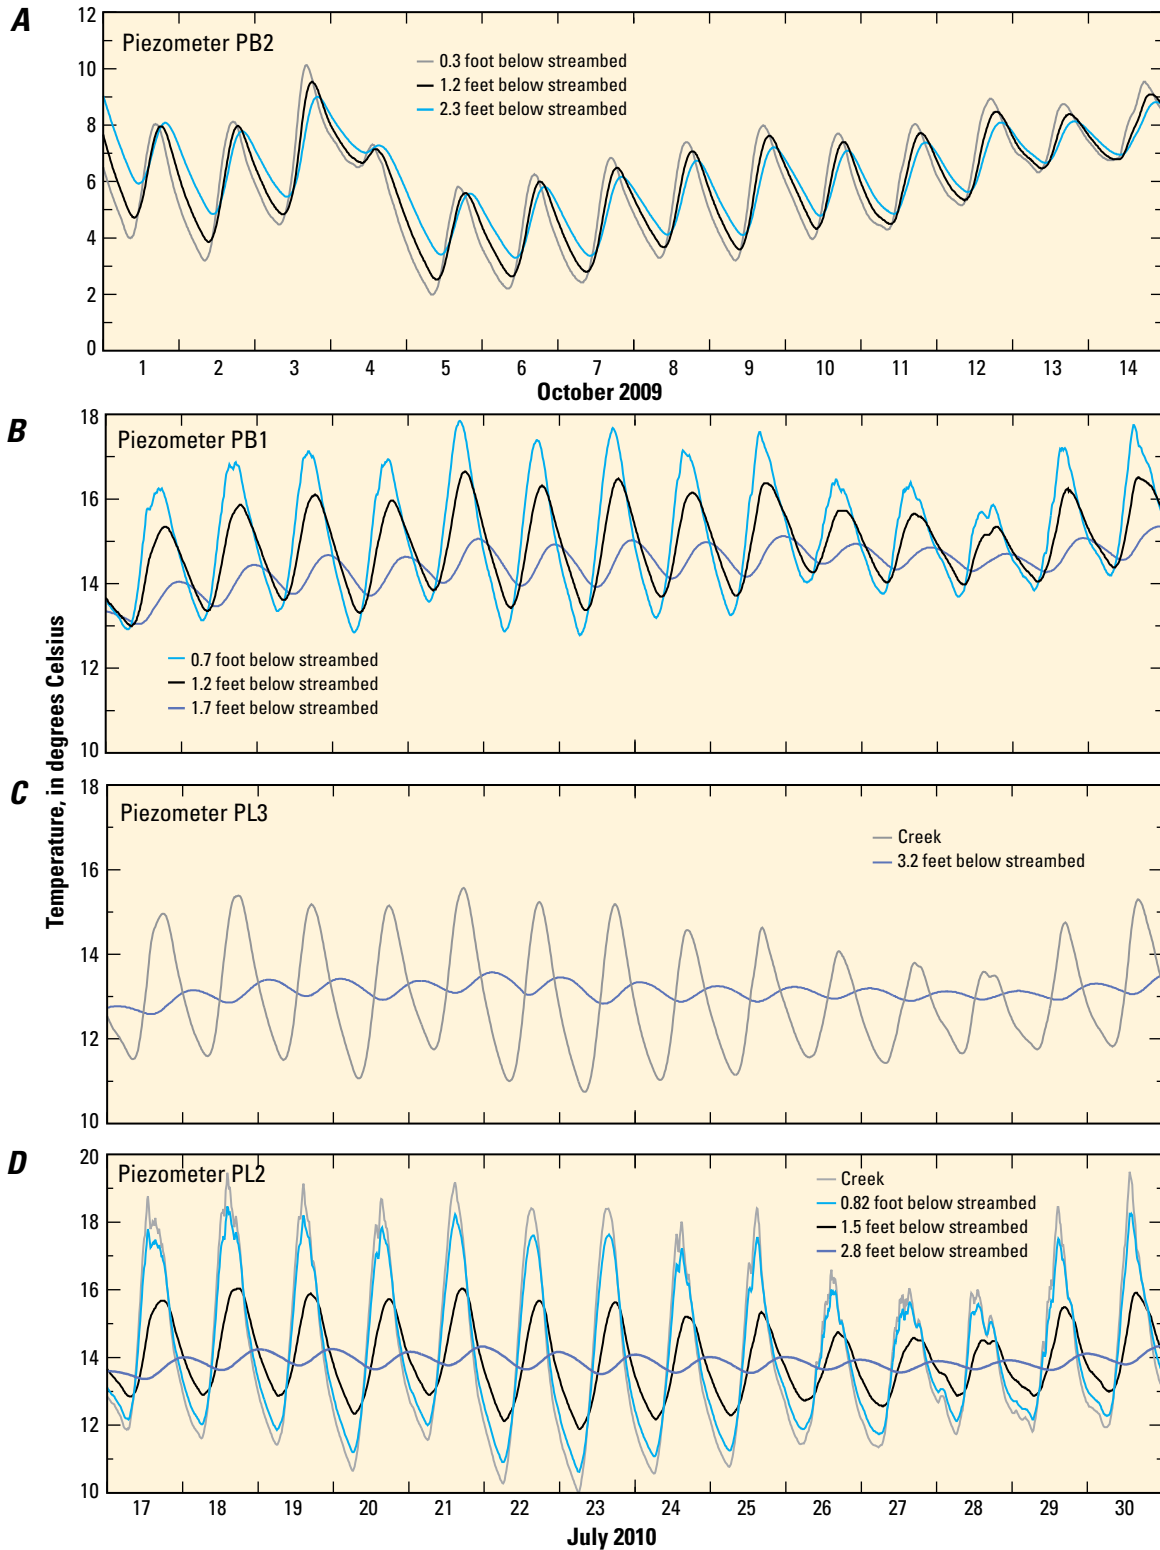 A
Piezometer PB2
0.3 foot below streambed
1.2 feet below streambed
2.3 feet below streambed
12
10
8
6
4
2
0
1 2 3 4 5 6 7 8 9 10 11 12 13 14
October 2009
B
Piezometer PB1
0.7 foot below streambed
1.2 feet below streambed
1.7 feet below streambed
18
16
14
12
10
Temperature, in degrees Celsius
C
Piezometer PL3
Creek
3.2 feet below streambed
18
16
14
12
10
D
Piezometer PL2
Creek
0.82 foot below streambed
1.5 feet below streambed
2.8 feet below streambed
20
18
16
14
12
10
17 18 19 20 21 22 23 24 25 26 27 28 29 30
July 2010